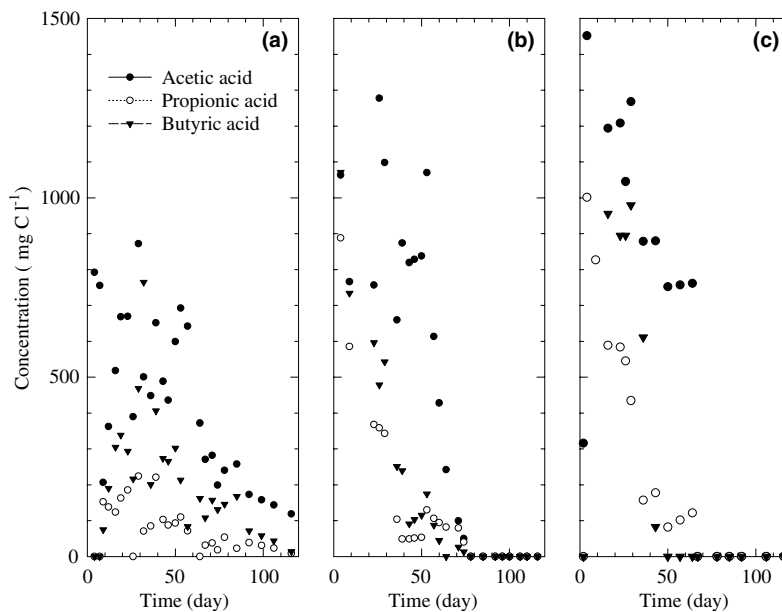 1500
(a)
(b)
(c)
Acetic acid
Propionic acid
Butyric acid
1000
500
0
Concentration ( mg C l⁻¹)
0 50 100
0 50 100
0 50 100
Time (day)
Time (day)
Time (day)